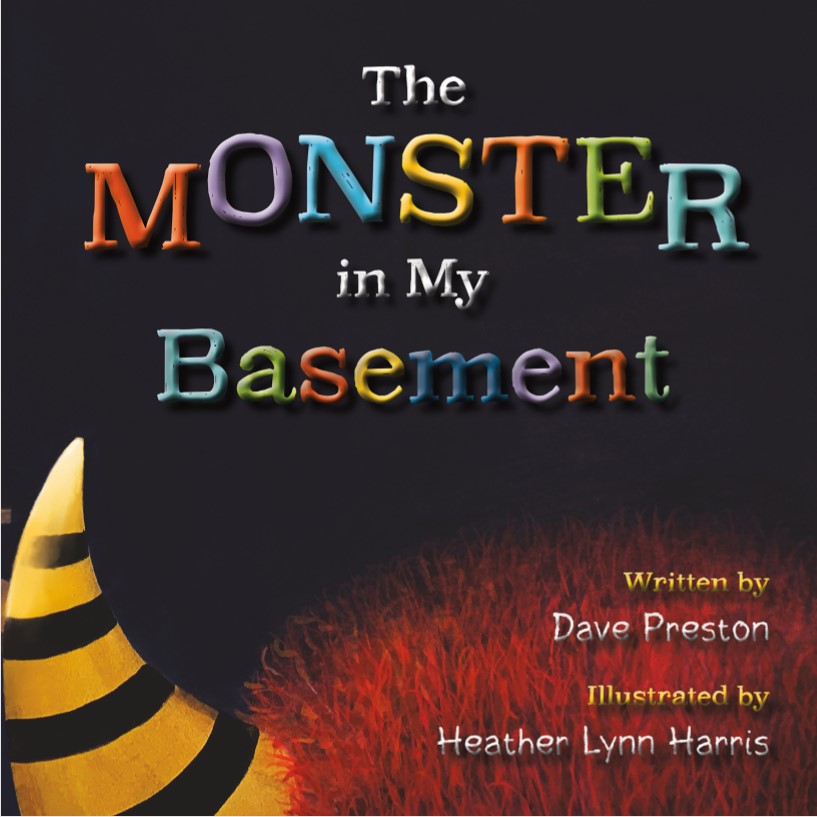 The
MONSTER
in My
Basement
Written by
Dave Preston
Illustrated by
Heather Lynn Harris